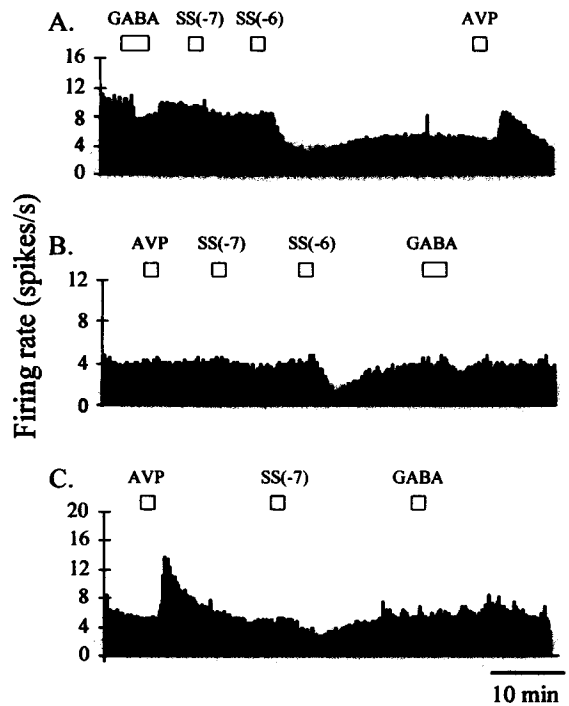 A.
GABA SS(-7) SS(-6) AVP
16
12
8
4
0
Firing rate (spikes/s)
B.
AVP SS(-7) SS(-6) GABA
12
8
4
0
C.
AVP SS(-7) GABA
20
16
12
8
4
0
10 min